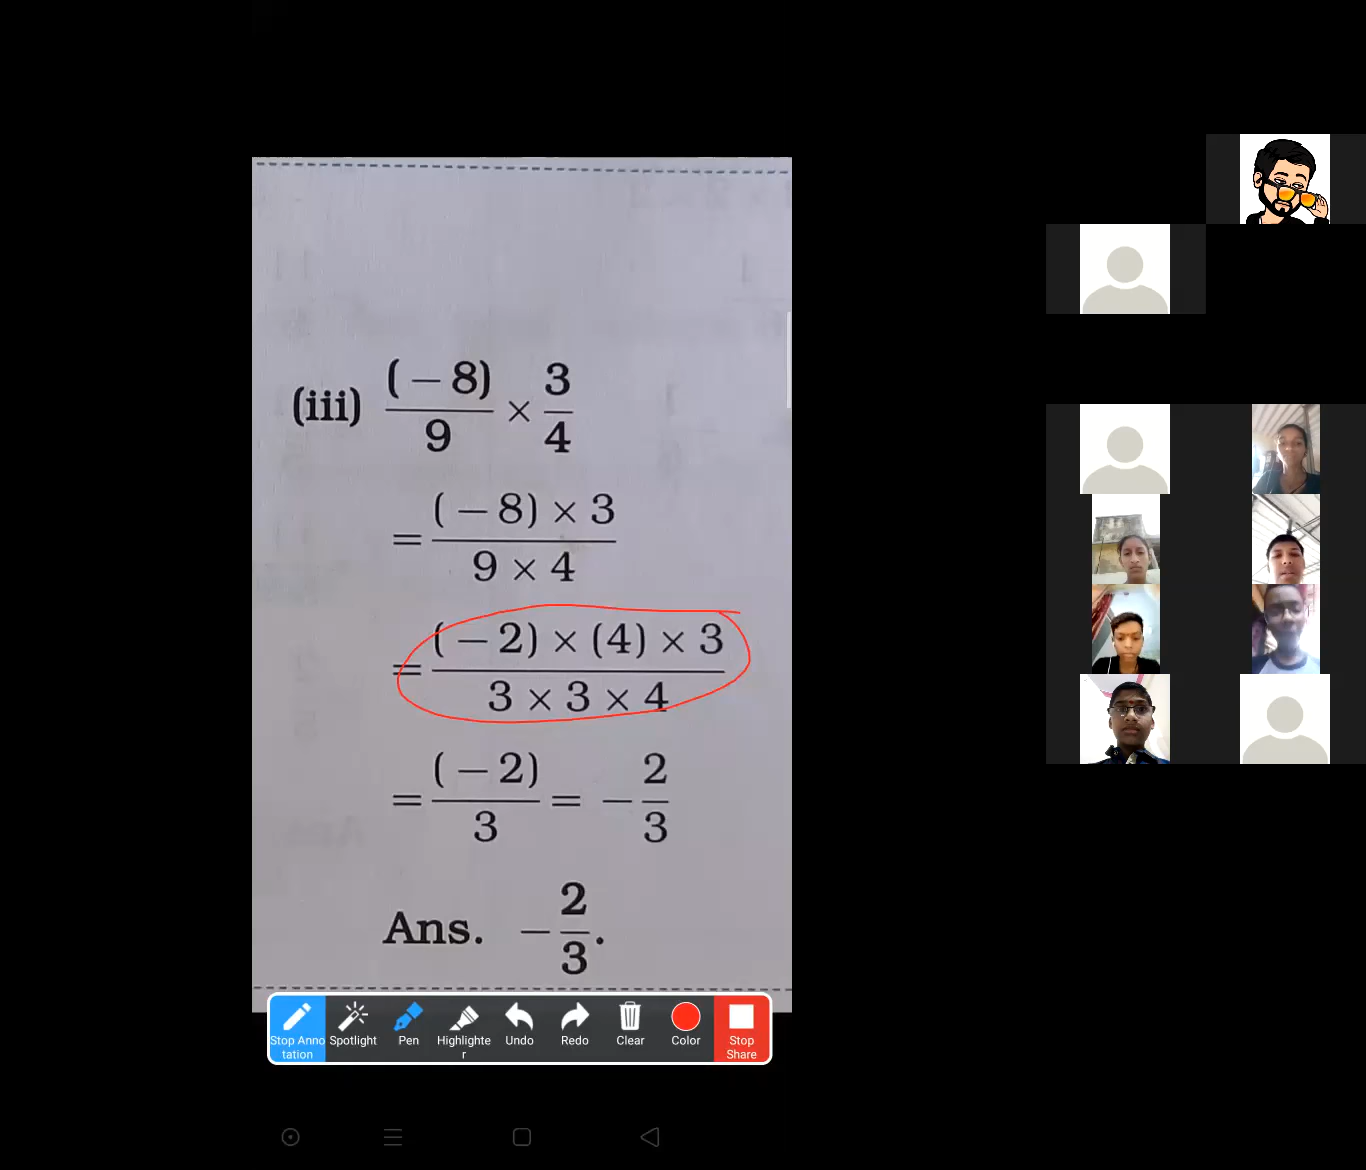 (iii) (−8)/9 × 3/4
= (−8) × 3 / 9 × 4
= (−2) × (4) × 3 / 3 × 3 × 4
= (−2)/3 = − 2/3
Ans. − 2/3.
Stop Annotation Spotlight Pen Highlighter Undo Redo Clear Color Stop Share